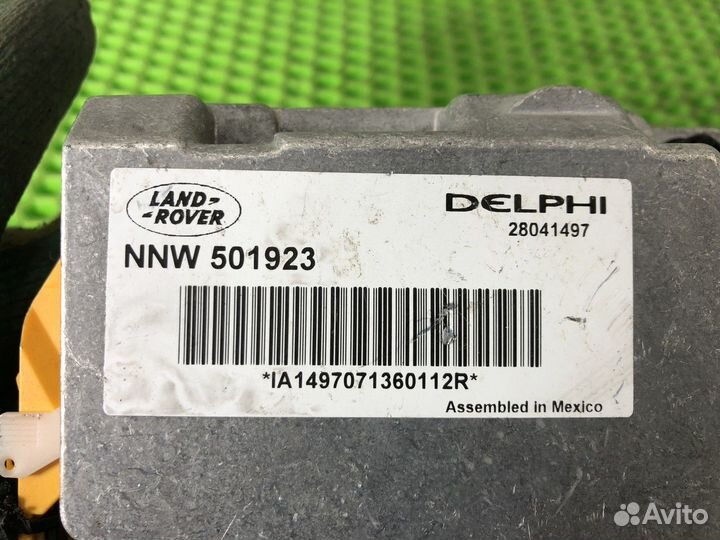 LAND-
-ROVER
DELPHI
28041497
NNW 501923
*IA1497071360112R*
Assembled in Mexico
Avito